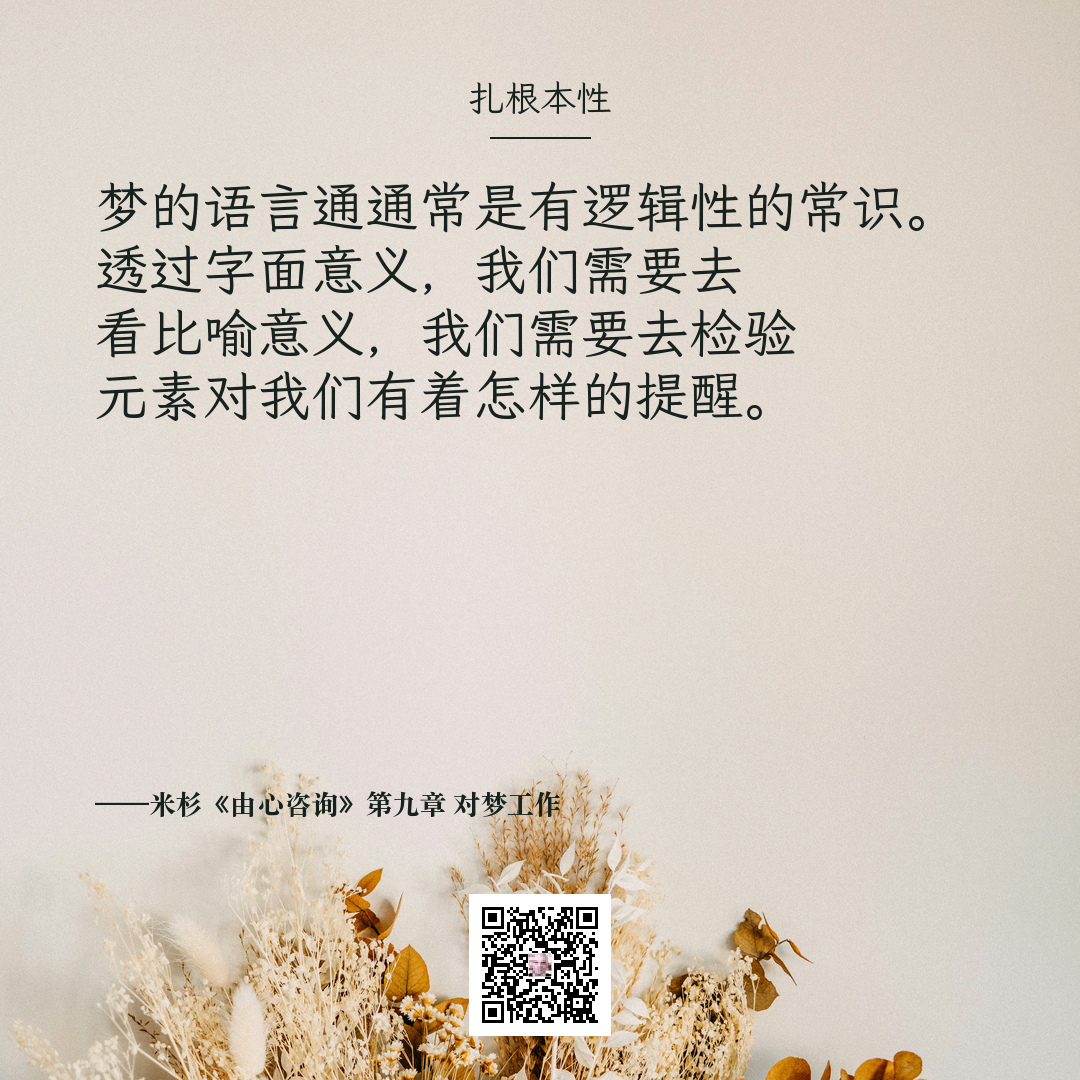 扎根本性
梦的语言通通常是有逻辑性的常识。
透过字面意义，我们需要去
看比喻意义，我们需要去检验
元素对我们有着怎样的提醒。
——米杉《由心咨询》第九章 对梦工作